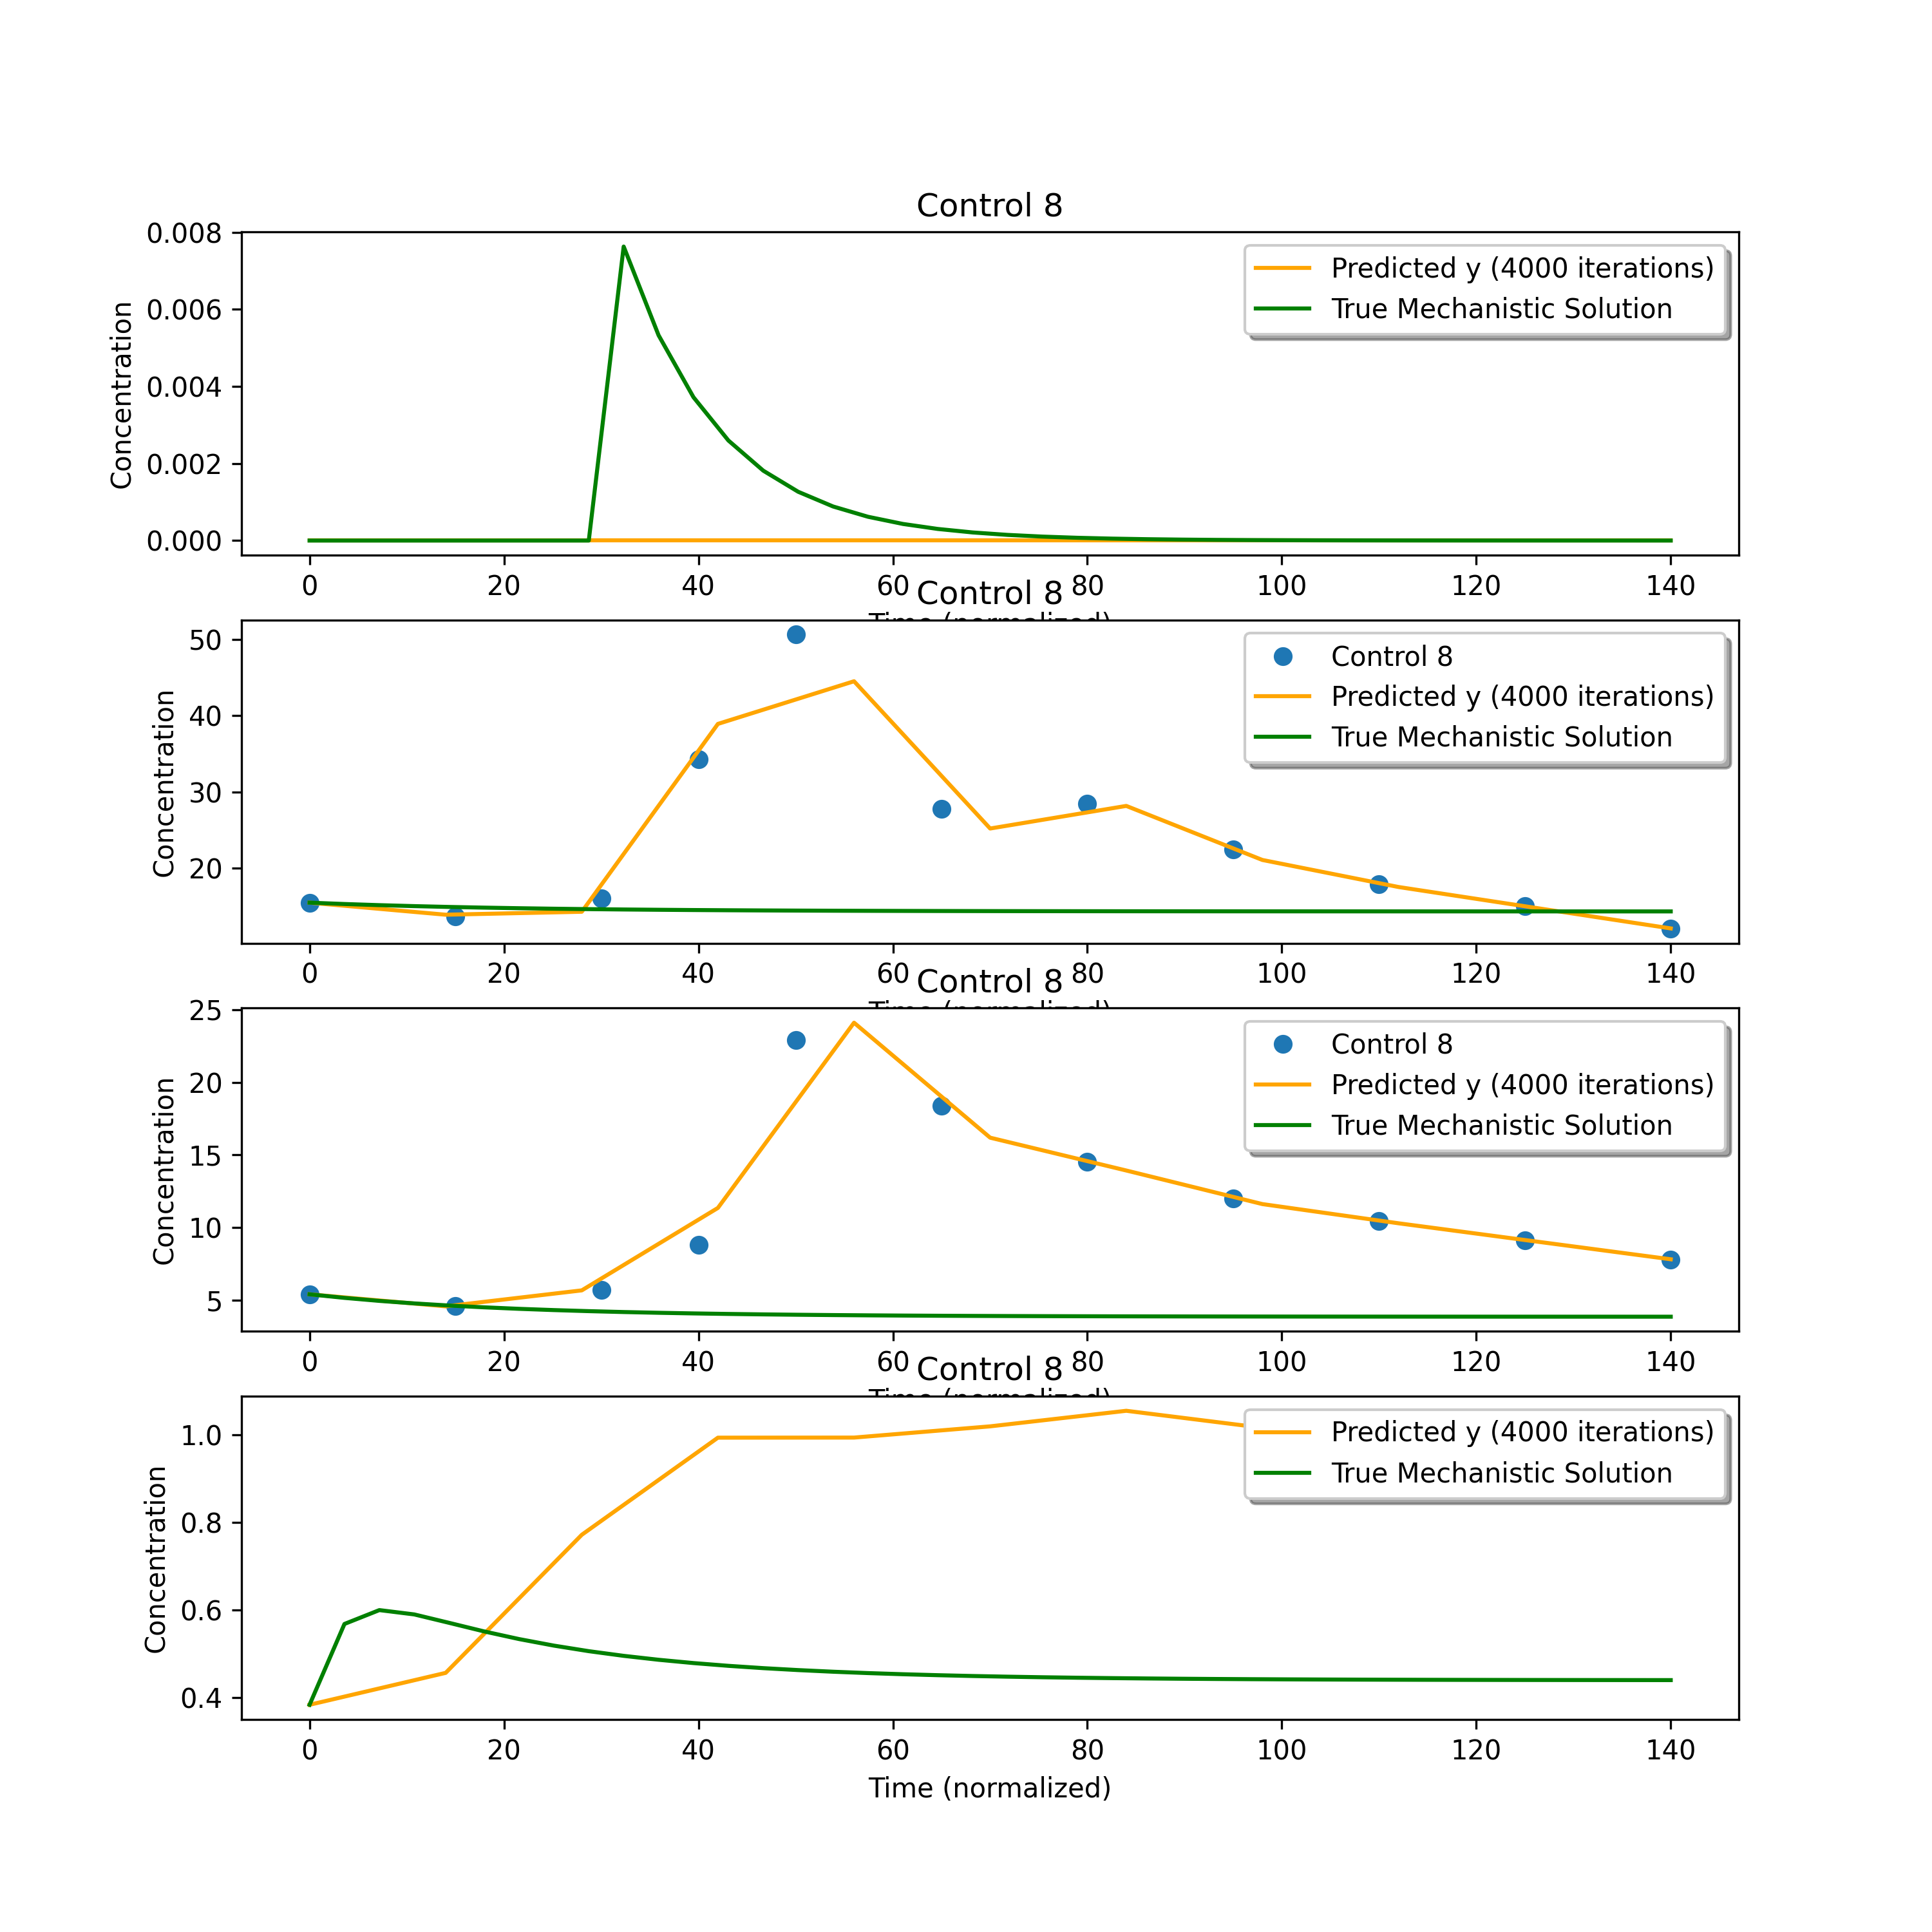 Control 8
0.008
0.006
0.004
0.002
0.000
Concentration
Predicted y (4000 iterations)
True Mechanistic Solution
0 20 40 60 80 100 120 140
Control 8
50
40
30
20
Concentration
Control 8
Predicted y (4000 iterations)
True Mechanistic Solution
0 20 40 60 80 100 120 140
Control 8
25
20
15
10
5
Concentration
Control 8
Predicted y (4000 iterations)
True Mechanistic Solution
0 20 40 60 80 100 120 140
Control 8
1.0
0.8
0.6
0.4
Concentration
Predicted y (4000 iterations)
True Mechanistic Solution
0 20 40 60 80 100 120 140
Time (normalized)